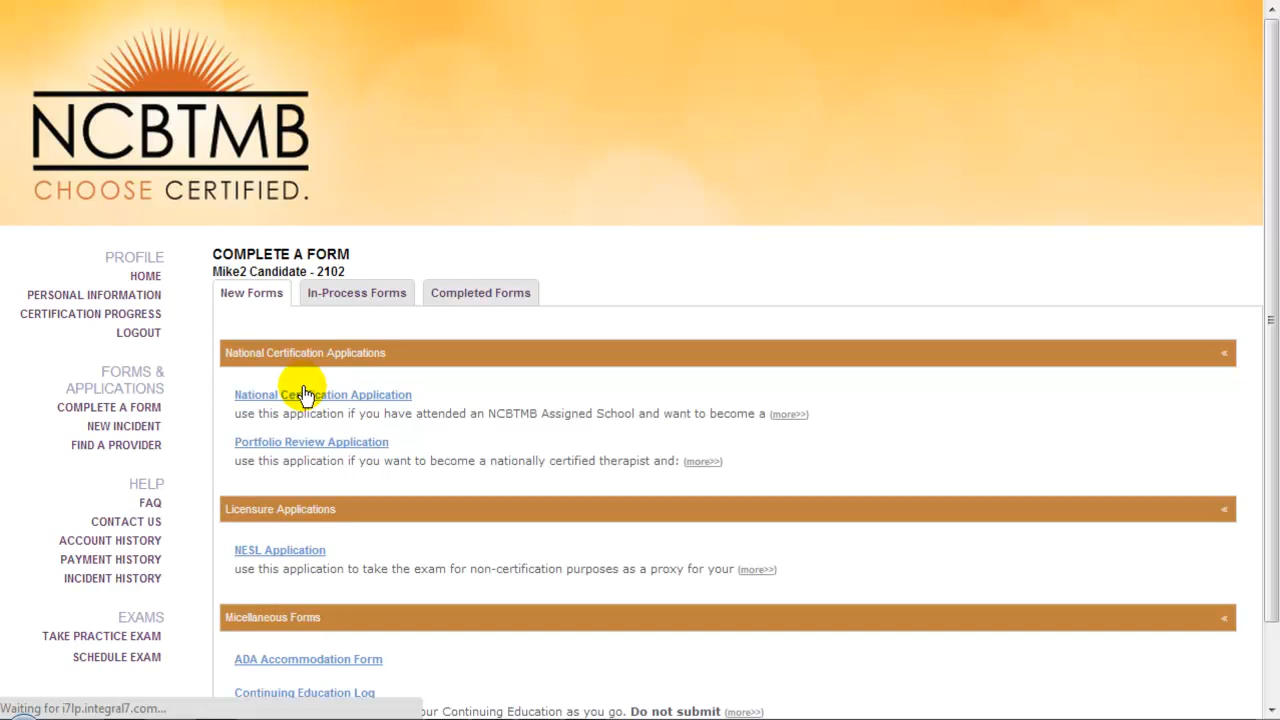 NCBTMB
CHOOSE CERTIFIED.
PROFILE
HOME
PERSONAL INFORMATION
CERTIFICATION PROGRESS
LOGOUT
FORMS &
APPLICATIONS
COMPLETE A FORM
NEW INCIDENT
FIND A PROVIDER
HELP
FAQ
CONTACT US
ACCOUNT HISTORY
PAYMENT HISTORY
INCIDENT HISTORY
EXAMS
TAKE PRACTICE EXAM
SCHEDULE EXAM
COMPLETE A FORM
Mike2 Candidate - 2102
New Forms In-Process Forms Completed Forms
National Certification Applications «
National Certification Application
use this application if you have attended an NCBTMB Assigned School and want to become a (more>>)
Portfolio Review Application
use this application if you want to become a nationally certified therapist and: (more>>)
Licensure Applications «
NESL Application
use this application to take the exam for non-certification purposes as a proxy for your (more>>)
Micellaneous Forms «
ADA Accommodation Form
Continuing Education Log
our Continuing Education as you go. Do not submit (more>>)
Waiting for i7lp.integral7.com...